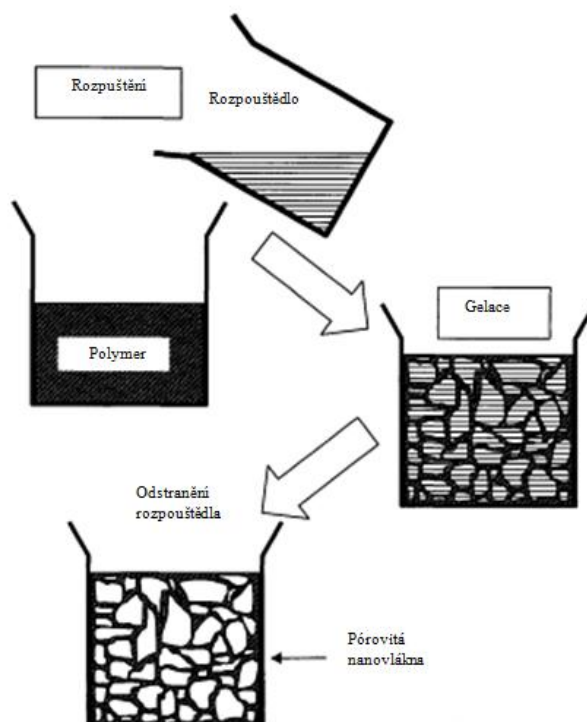 Rozpuštění
Rozpouštědlo
Polymer
Gelace
Odstranění
rozpouštědla
Pórovitá
nanovlákna